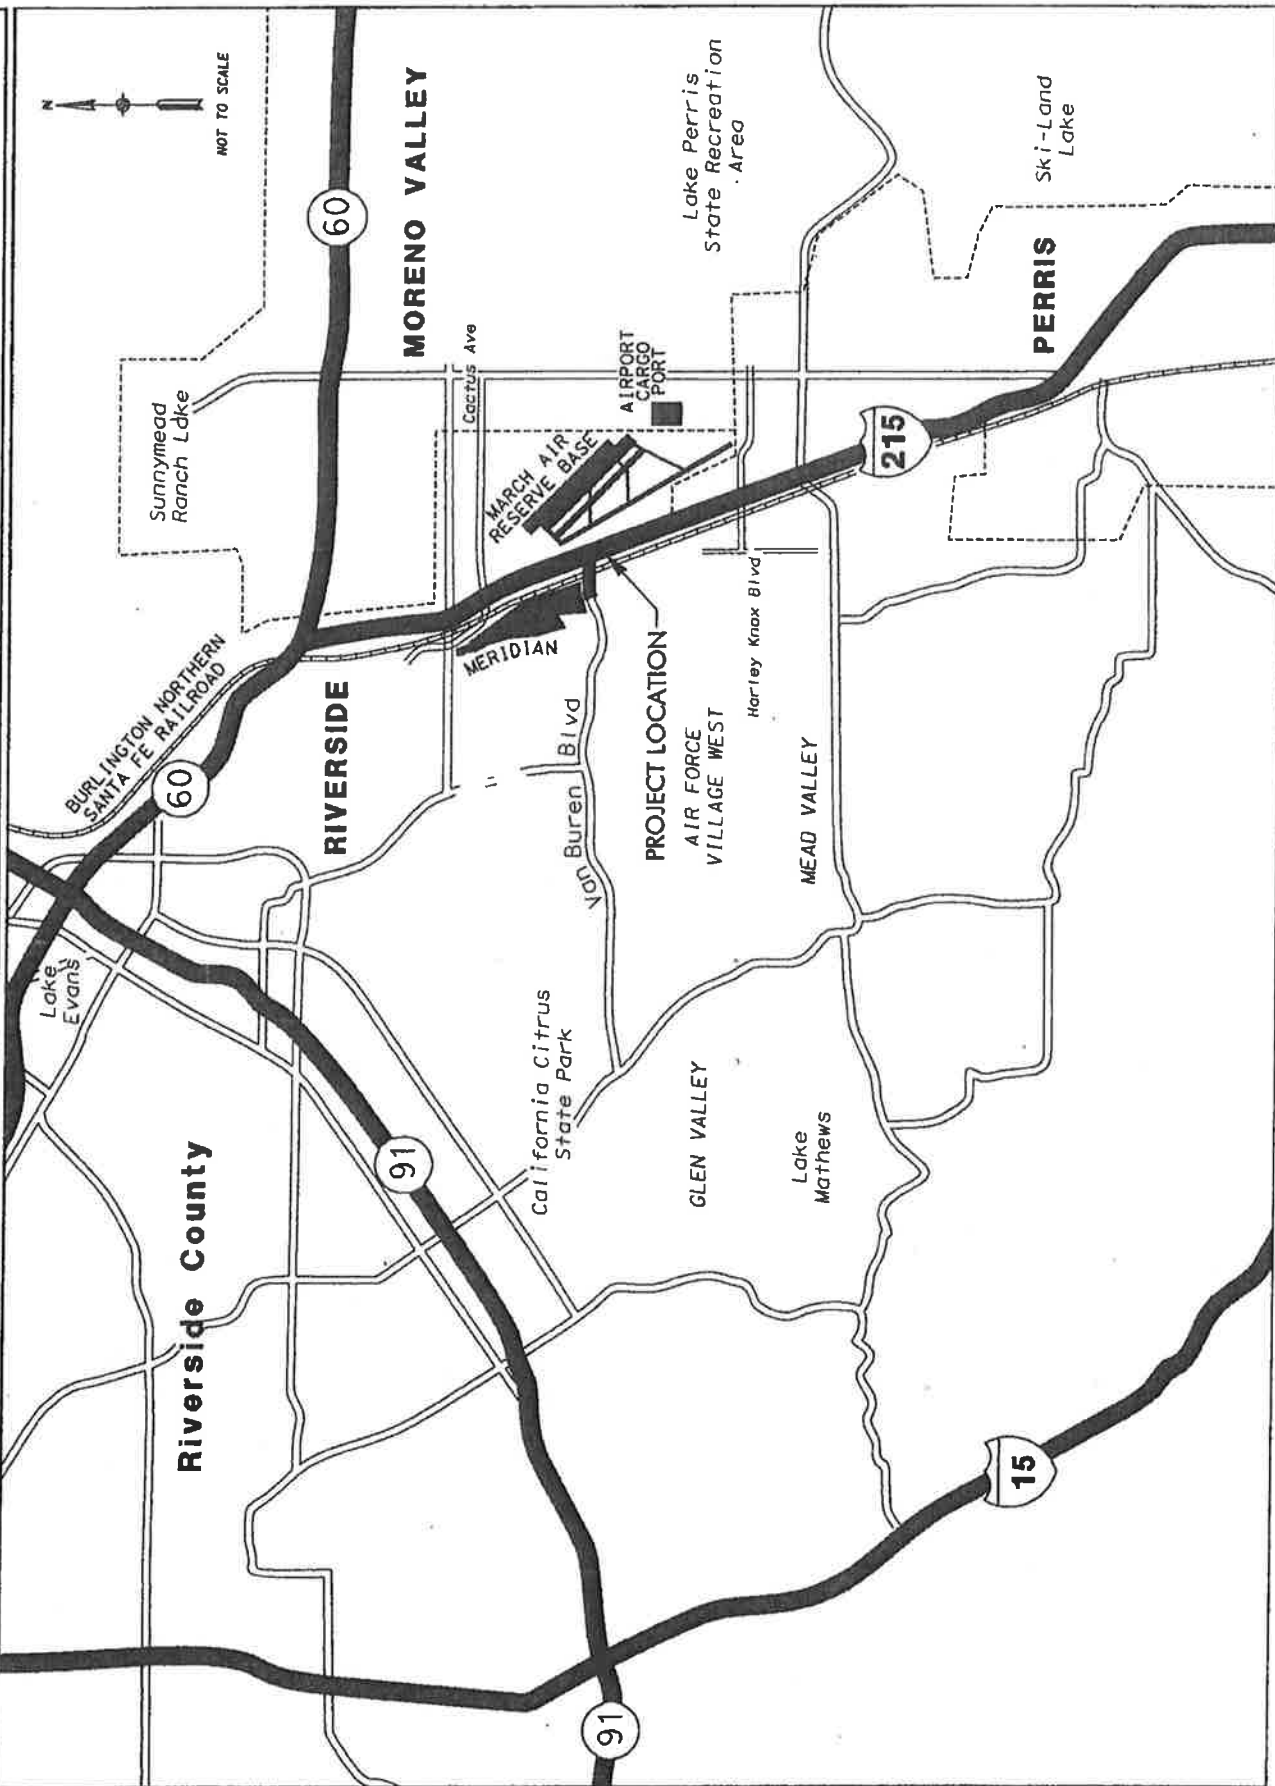 N
NOT TO SCALE
BURLINGTON NORTHERN
SANTA FE RAILROAD
Sunnymead
Ranch Lake
60
60
Lake
Evans
Riverside County
RIVERSIDE
MORENO VALLEY
91
Cactus Ave
MERIDIAN
MARCH AIR
RESERVE BASE
AIRPORT
CARGO
PORT
California Citrus
State Park
Van Buren Blvd
PROJECT LOCATION
AIR FORCE
VILLAGE WEST
Lake Perris
State Recreation
Area
91
GLEN VALLEY
Harley Knox Blvd
MEAD VALLEY
Lake
Mathews
215
15
PERRIS
Ski-Land
Lake